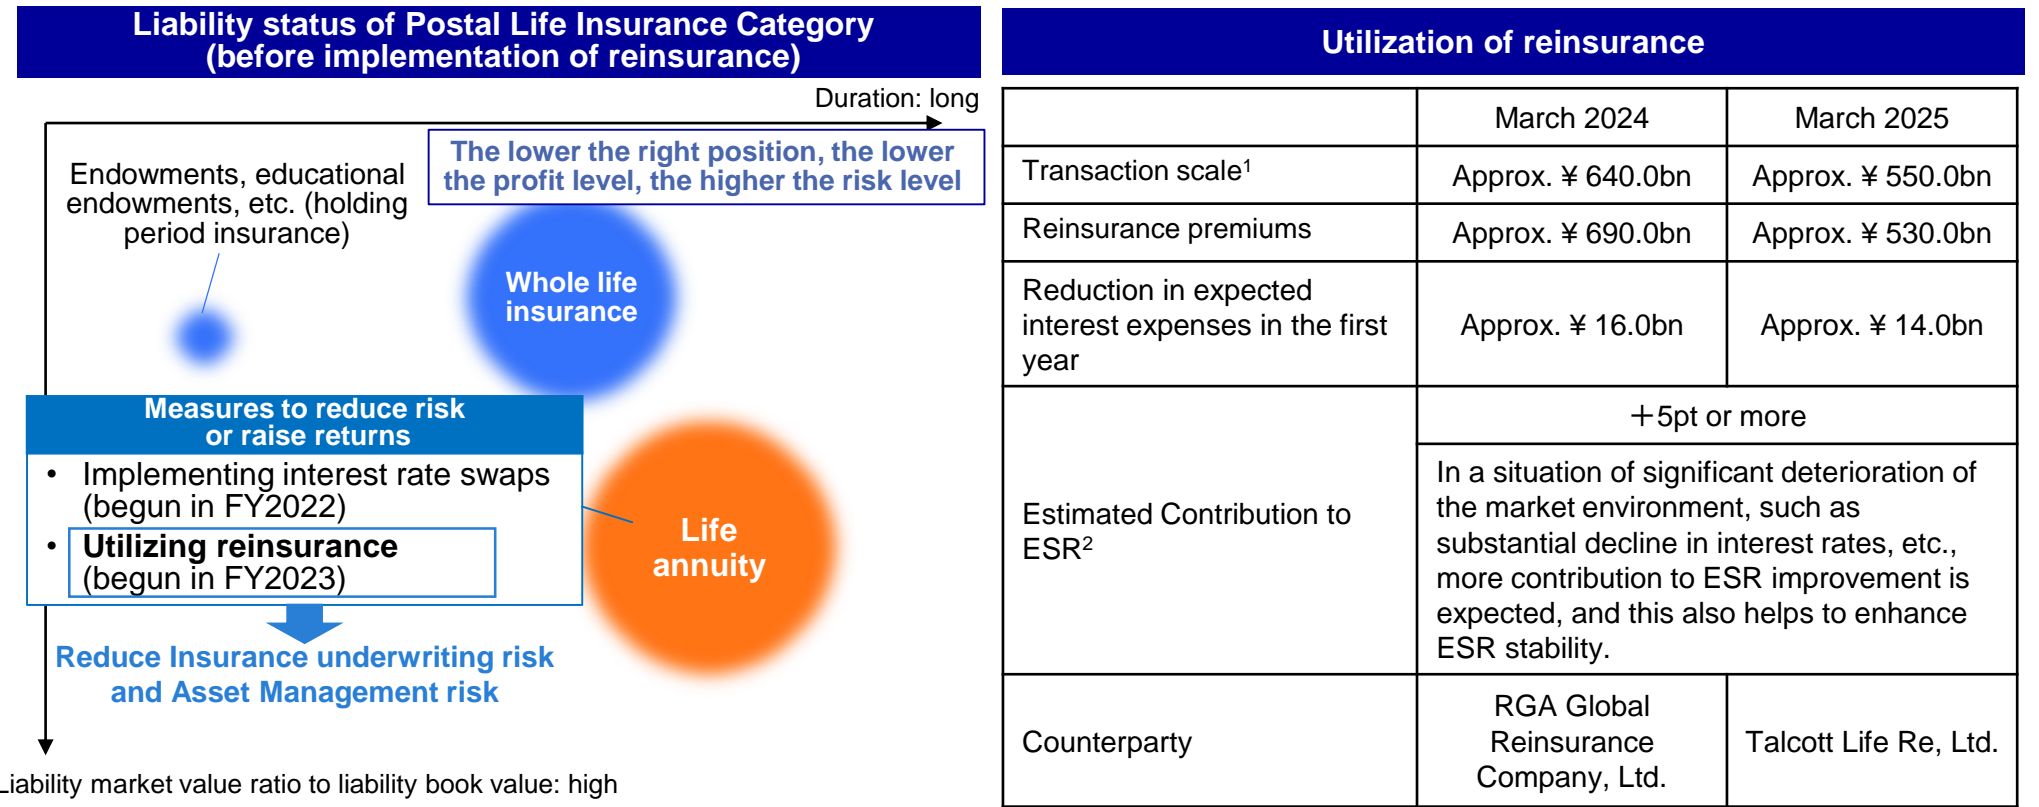 Liability status of Postal Life Insurance Category
(before implementation of reinsurance)
Duration: long
The lower the right position, the lower
the profit level, the higher the risk level
Endowments, educational
endowments, etc. (holding
period insurance)
Whole life
insurance
Measures to reduce risk
or raise returns
• Implementing interest rate swaps
(begun in FY2022)
• Utilizing reinsurance
(begun in FY2023)
Life
annuity
Reduce Insurance underwriting risk
and Asset Management risk
Liability market value ratio to liability book value: high
Utilization of reinsurance
March 2024 March 2025
Transaction scale1 Approx. ¥ 640.0bn Approx. ¥ 550.0bn
Reinsurance premiums Approx. ¥ 690.0bn Approx. ¥ 530.0bn
Reduction in expected
interest expenses in the first
year
Approx. ¥ 16.0bn Approx. ¥ 14.0bn
Estimated Contribution to
ESR2
+5pt or more
In a situation of significant deterioration of
the market environment, such as
substantial decline in interest rates, etc.,
more contribution to ESR improvement is
expected, and this also helps to enhance
ESR stability.
Counterparty
RGA Global
Reinsurance
Company, Ltd.
Talcott Life Re, Ltd.